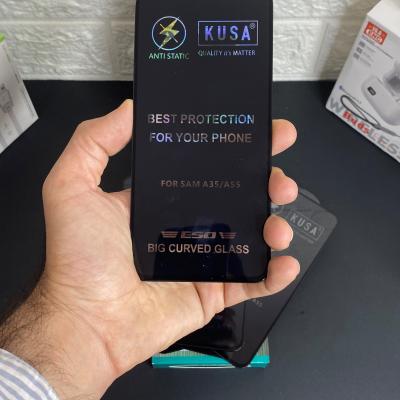 ANTI STATIC
KUSA®
QUALITY it's MATTER
BEST PROTECTION
FOR YOUR PHONE
FOR SAM A35/A55
ESD
BIG CURVED GLASS
KUSA